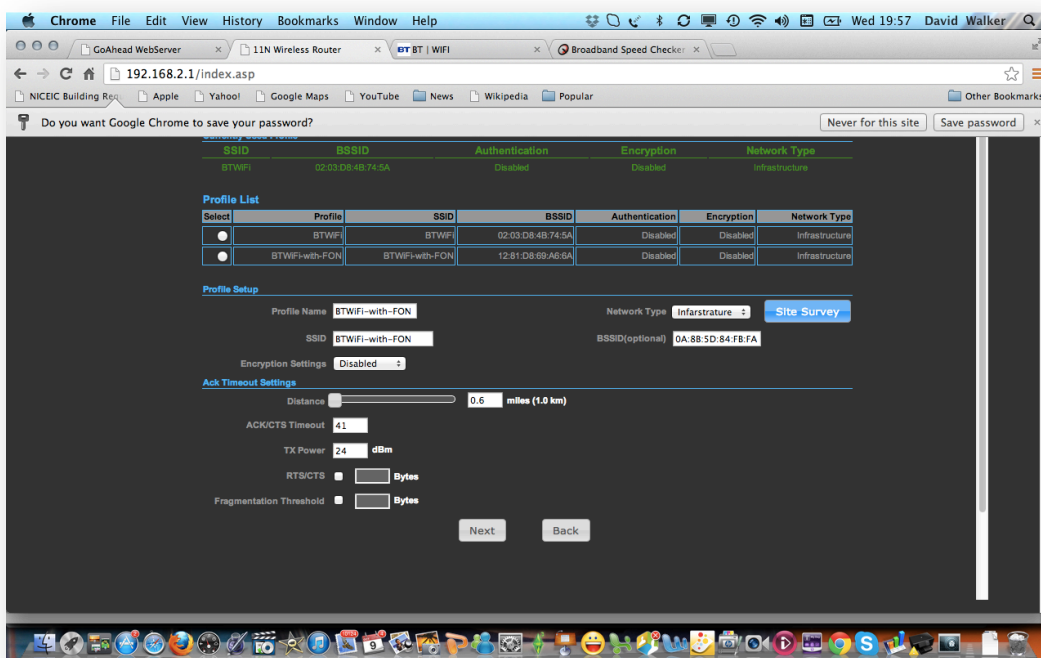 Chrome File Edit View History Bookmarks Window Help Wed 19:57 David Walker
GoAhead WebServer 11N Wireless Router BT BT | WIFI Broadband Speed Checker
192.168.2.1/index.asp
NICEIC Building Reg Apple Yahoo! Google Maps YouTube News Wikipedia Popular Other Bookmarks
Do you want Google Chrome to save your password? Never for this site Save password
Currently Used Profile
SSID BSSID Authentication Encryption Network Type
BTWiFi 02:03:D8:4B:74:5A Disabled Disabled Infrastructure
Profile List
Select Profile SSID BSSID Authentication Encryption Network Type
BTWiFi BTWiFi 02:03:D8:4B:74:5A Disabled Disabled Infrastructure
BTWiFi-with-FON BTWiFi-with-FON 12:81:D8:69:A6:6A Disabled Disabled Infrastructure
Profile Setup
Profile Name BTWiFi-with-FON Network Type Infarstrature Site Survey
SSID BTWiFi-with-FON BSSID(optional) 0A:8B:5D:84:FB:FA
Encryption Settings Disabled
Ack Timeout Settings
Distance 0.6 miles (1.0 km)
ACK/CTS Timeout 41
TX Power 24 dBm
RTS/CTS Bytes
Fragmentation Threshold Bytes
Next Back